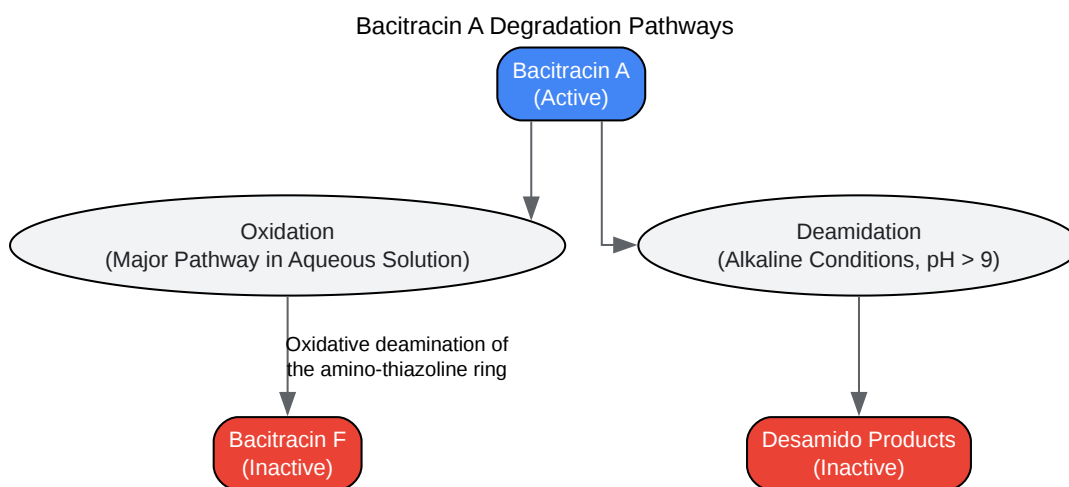 Bacitracin A Degradation Pathways
Bacitracin A
(Active)
Oxidation
(Major Pathway in Aqueous Solution)
Deamidation
(Alkaline Conditions, pH > 9)
Oxidative deamination of
the amino-thiazoline ring
Bacitracin F
(Inactive)
Desamido Products
(Inactive)